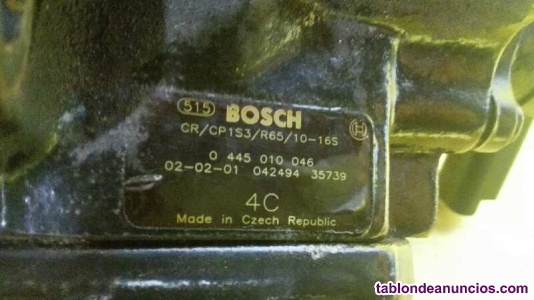 515 BOSCH
CR/CP1S3/R65/10-16S
0 445 010 046
02-02-01 042494 35739
4C
Made in Czech Republic
tablondeanuncios.com